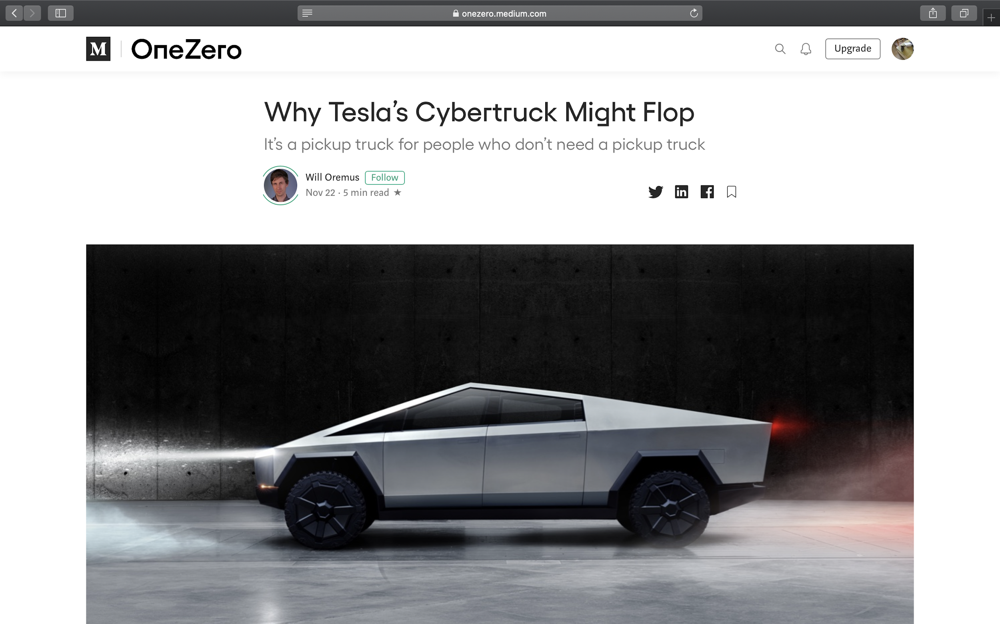 onezero.medium.com
M OneZero
Upgrade
Why Tesla’s Cybertruck Might Flop
It’s a pickup truck for people who don’t need a pickup truck
Will Oremus Follow
Nov 22 · 5 min read ★
in f